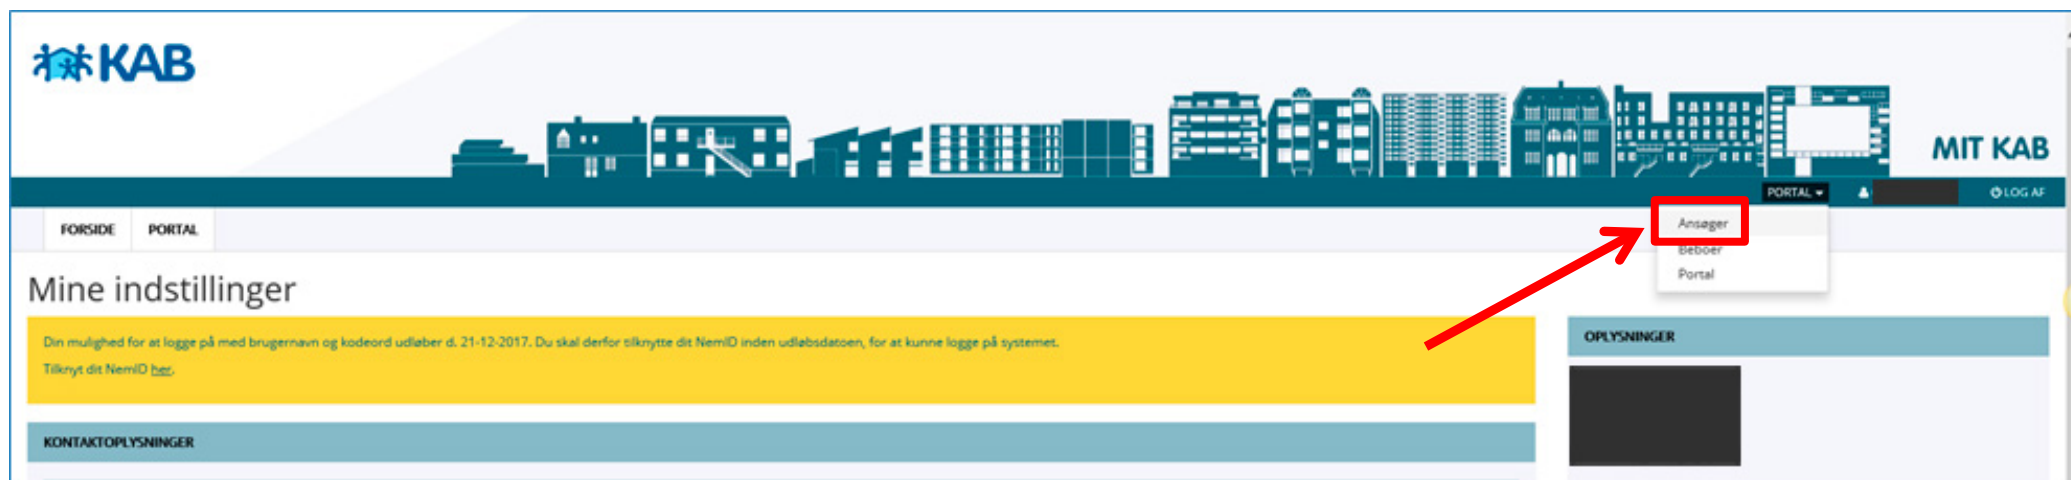 KAB
MIT KAB
PORTAL
LOG AF
FORSIDE PORTAL
Ansøger
Beboer
Portal
Mine indstillinger
Din mulighed for at logge på med brugernavn og kodeord udløber d. 21-12-2017. Du skal derfor tilknytte dit NemID inden udløbsdatoen, for at kunne logge på systemet.
Tilknyt dit NemID her.
OPLYSNINGER
KONTAKTOPLYSNINGER